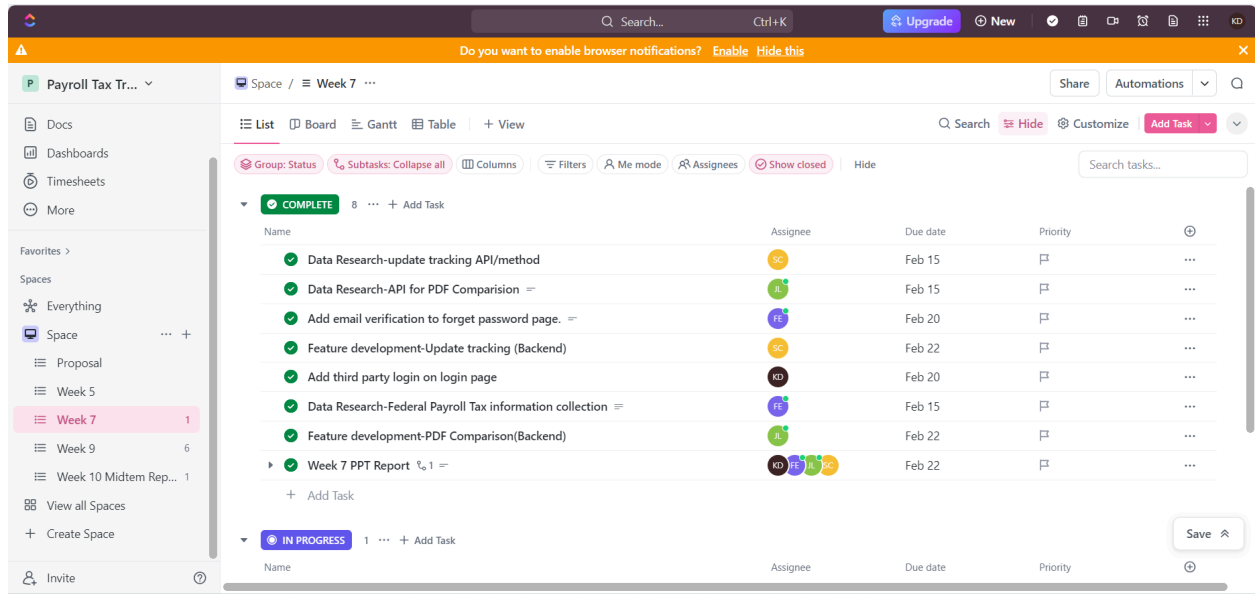 Search... Ctrl+K Upgrade New KD
Do you want to enable browser notifications? Enable Hide this
P Payroll Tax Tr...
Space / Week 7 ...
Share Automations
Docs
Dashboards
Timesheets
More
Favorites >
Spaces
Everything
Space ... +
Proposal
Week 5
Week 7 1
Week 9 6
Week 10 Midtem Rep... 1
View all Spaces
+ Create Space
Invite
List Board Gantt Table + View
Search Hide Customize Add Task
Group: Status Subtasks: Collapse all Columns Filters Me mode Assignees Show closed Hide Search tasks...
COMPLETE 8 ... + Add Task
Name Assignee Due date Priority
Data Research-update tracking API/method SC Feb 15 ...
Data Research-API for PDF Comparision JL Feb 15 ...
Add email verification to forget password page. FE Feb 20 ...
Feature development-Update tracking (Backend) SC Feb 22 ...
Add third party login on login page KD Feb 20 ...
Data Research-Federal Payroll Tax information collection FE Feb 15 ...
Feature development-PDF Comparison(Backend) JL Feb 22 ...
Week 7 PPT Report 1 KD FE JL SC Feb 22 ...
+ Add Task
IN PROGRESS 1 ... + Add Task
Save
Name Assignee Due date Priority